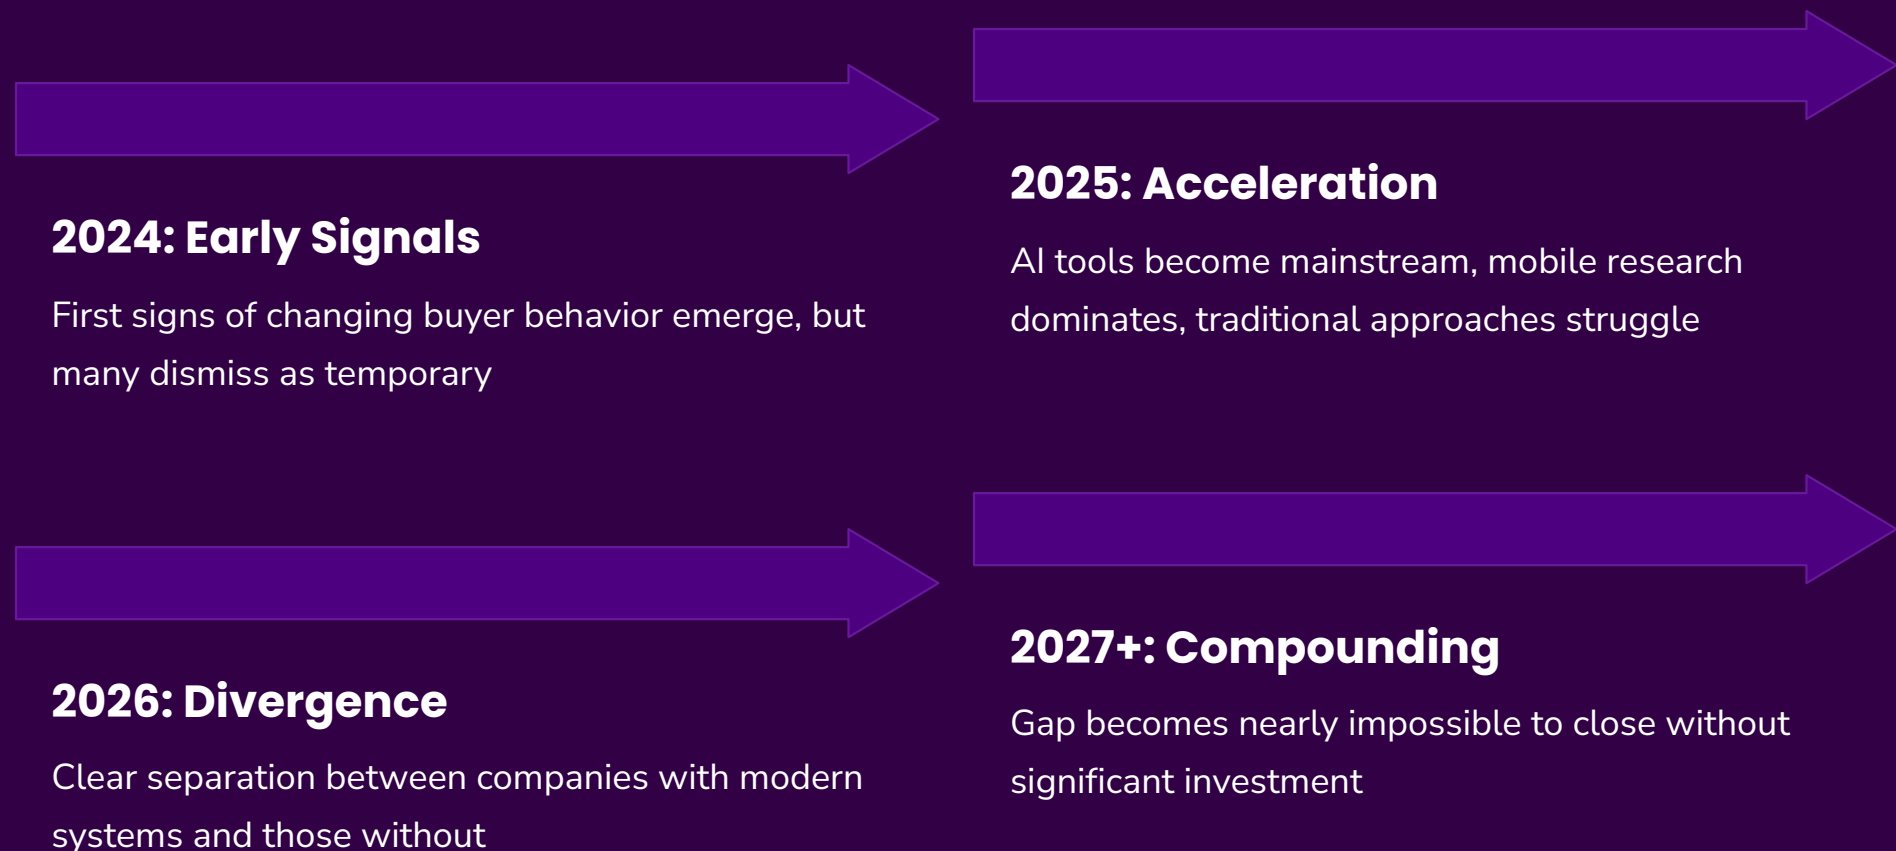 2024: Early Signals
First signs of changing buyer behavior emerge, but
many dismiss as temporary
2025: Acceleration
AI tools become mainstream, mobile research
dominates, traditional approaches struggle
2026: Divergence
Clear separation between companies with modern
systems and those without
2027+: Compounding
Gap becomes nearly impossible to close without
significant investment